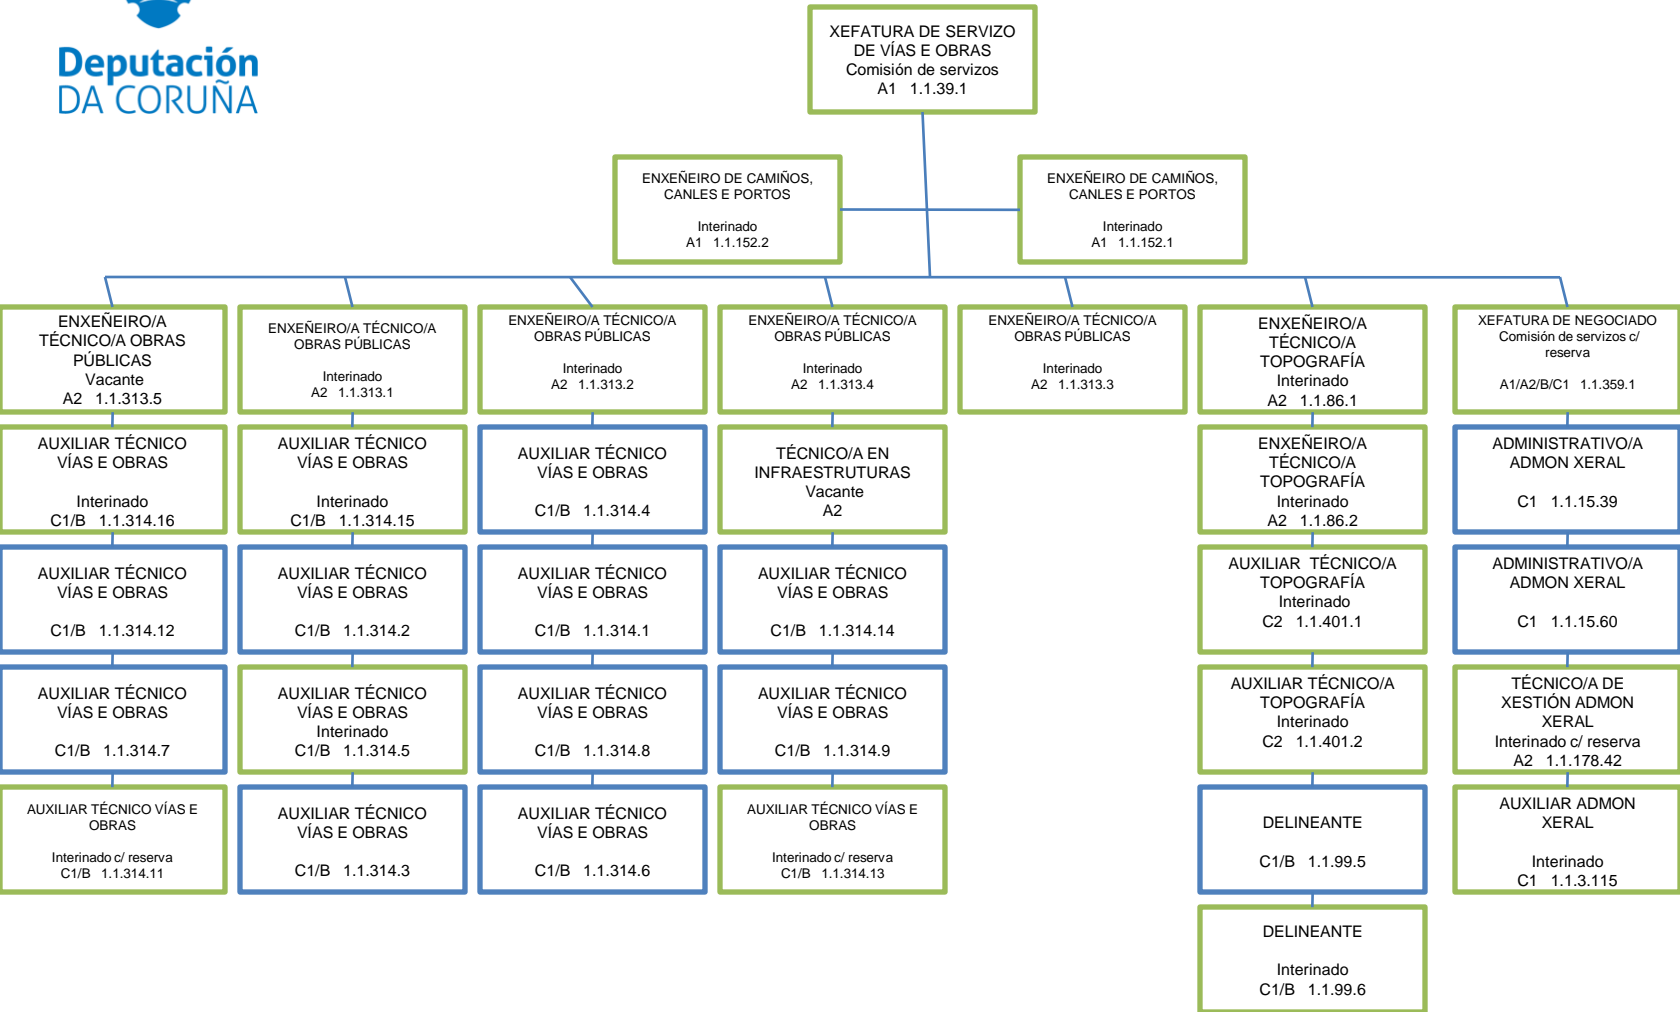 Deputación
DA CORUÑA
XEFATURA DE SERVIZO
DE VÍAS E OBRAS
Comisión de servizos
A1 1.1.39.1
ENXEÑEIRO DE CAMIÑOS,
CANLES E PORTOS
Interinado
A1 1.1.152.2
ENXEÑEIRO DE CAMIÑOS,
CANLES E PORTOS
Interinado
A1 1.1.152.1
ENXEÑEIRO/A
TÉCNICO/A OBRAS
PÚBLICAS
Vacante
A2 1.1.313.5
ENXEÑEIRO/A TÉCNICO/A
OBRAS PÚBLICAS
Interinado
A2 1.1.313.1
ENXEÑEIRO/A TÉCNICO/A
OBRAS PÚBLICAS
Interinado
A2 1.1.313.2
ENXEÑEIRO/A TÉCNICO/A
OBRAS PÚBLICAS
Interinado
A2 1.1.313.4
ENXEÑEIRO/A TÉCNICO/A
OBRAS PÚBLICAS
Interinado
A2 1.1.313.3
ENXEÑEIRO/A
TÉCNICO/A
TOPOGRAFÍA
Interinado
A2 1.1.86.1
XEFATURA DE NEGOCIADO
Comisión de servizos c/
reserva
A1/A2/B/C1 1.1.359.1
AUXILIAR TÉCNICO
VÍAS E OBRAS
Interinado
C1/B 1.1.314.16
AUXILIAR TÉCNICO
VÍAS E OBRAS
Interinado
C1/B 1.1.314.15
AUXILIAR TÉCNICO
VÍAS E OBRAS
C1/B 1.1.314.4
TÉCNICO/A EN
INFRAESTRUTURAS
Vacante
A2
ENXEÑEIRO/A
TÉCNICO/A
TOPOGRAFÍA
Interinado
A2 1.1.86.2
ADMINISTRATIVO/A
ADMON XERAL
C1 1.1.15.39
AUXILIAR TÉCNICO
VÍAS E OBRAS
C1/B 1.1.314.12
AUXILIAR TÉCNICO
VÍAS E OBRAS
C1/B 1.1.314.2
AUXILIAR TÉCNICO
VÍAS E OBRAS
C1/B 1.1.314.1
AUXILIAR TÉCNICO
VÍAS E OBRAS
C1/B 1.1.314.14
AUXILIAR TÉCNICO/A
TOPOGRAFÍA
Interinado
C2 1.1.401.1
ADMINISTRATIVO/A
ADMON XERAL
C1 1.1.15.60
AUXILIAR TÉCNICO
VÍAS E OBRAS
C1/B 1.1.314.7
AUXILIAR TÉCNICO
VÍAS E OBRAS
Interinado
C1/B 1.1.314.5
AUXILIAR TÉCNICO
VÍAS E OBRAS
C1/B 1.1.314.8
AUXILIAR TÉCNICO
VÍAS E OBRAS
C1/B 1.1.314.9
AUXILIAR TÉCNICO/A
TOPOGRAFÍA
Interinado
C2 1.1.401.2
TÉCNICO/A DE
XESTIÓN ADMON
XERAL
Interinado c/ reserva
A2 1.1.178.42
AUXILIAR TÉCNICO VÍAS E
OBRAS
Interinado c/ reserva
C1/B 1.1.314.11
AUXILIAR TÉCNICO
VÍAS E OBRAS
C1/B 1.1.314.3
AUXILIAR TÉCNICO
VÍAS E OBRAS
C1/B 1.1.314.6
AUXILIAR TÉCNICO VÍAS E
OBRAS
Interinado c/ reserva
C1/B 1.1.314.13
DELINEANTE
C1/B 1.1.99.5
AUXILIAR ADMON
XERAL
Interinado
C1 1.1.3.115
DELINEANTE
Interinado
C1/B 1.1.99.6